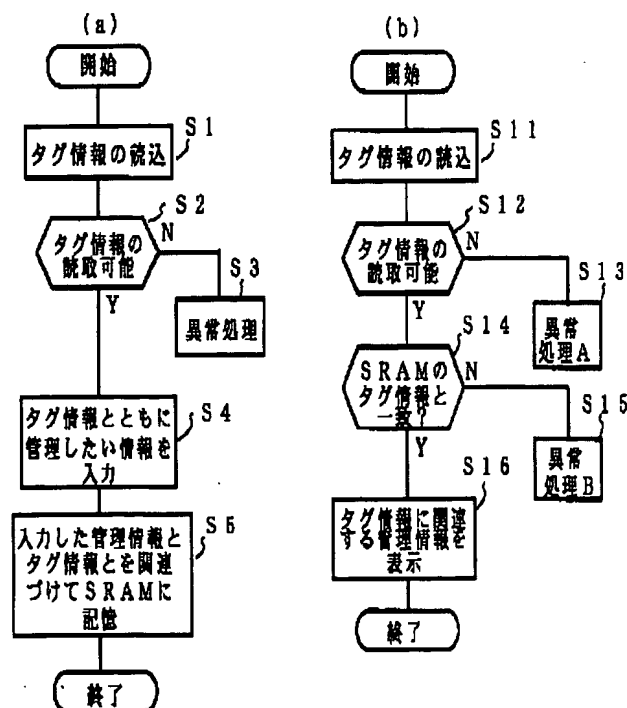 (a)
開始
S1
タグ情報の読込
S2
タグ情報の
読取可能
N
Y
S3
異常処理
S4
タグ情報とともに
管理したい情報を
入力
S5
入力した管理情報と
タグ情報とを関連
づけてSRAMに
記憶
終了
(b)
開始
S11
タグ情報の読込
S12
タグ情報の
読取可能
N
Y
S13
異常
処理A
S14
SRAMの
タグ情報と
一致?
N
Y
S15
異常
処理B
S16
タグ情報に関連
する管理情報を
表示
終了